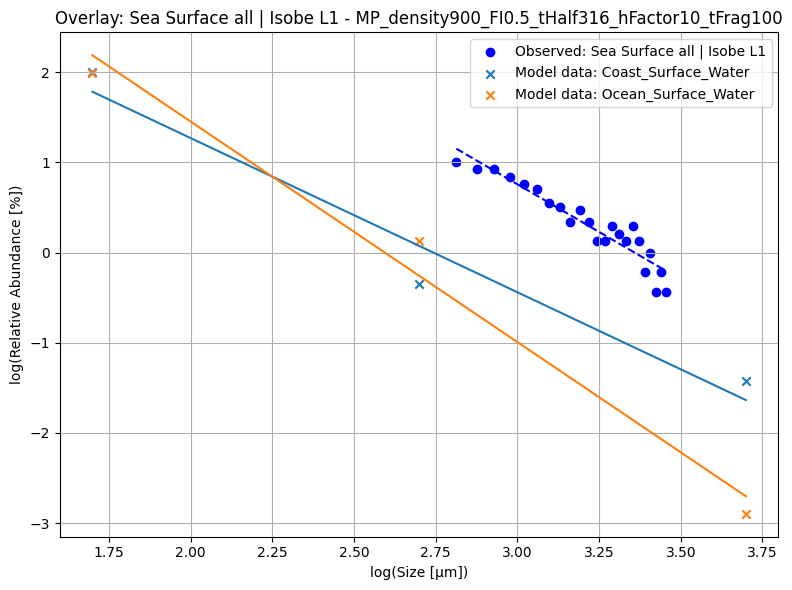 Overlay: Sea Surface all | Isobe L1 - MP_density900_FI0.5_tHalf316_hFactor10_tFrag100
Observed: Sea Surface all | Isobe L1
Model data: Coast_Surface_Water
Model data: Ocean_Surface_Water
log(Relative Abundance [%])
2
1
0
−1
−2
−3
1.75
2.00
2.25
2.50
2.75
3.00
3.25
3.50
3.75
log(Size [μm])